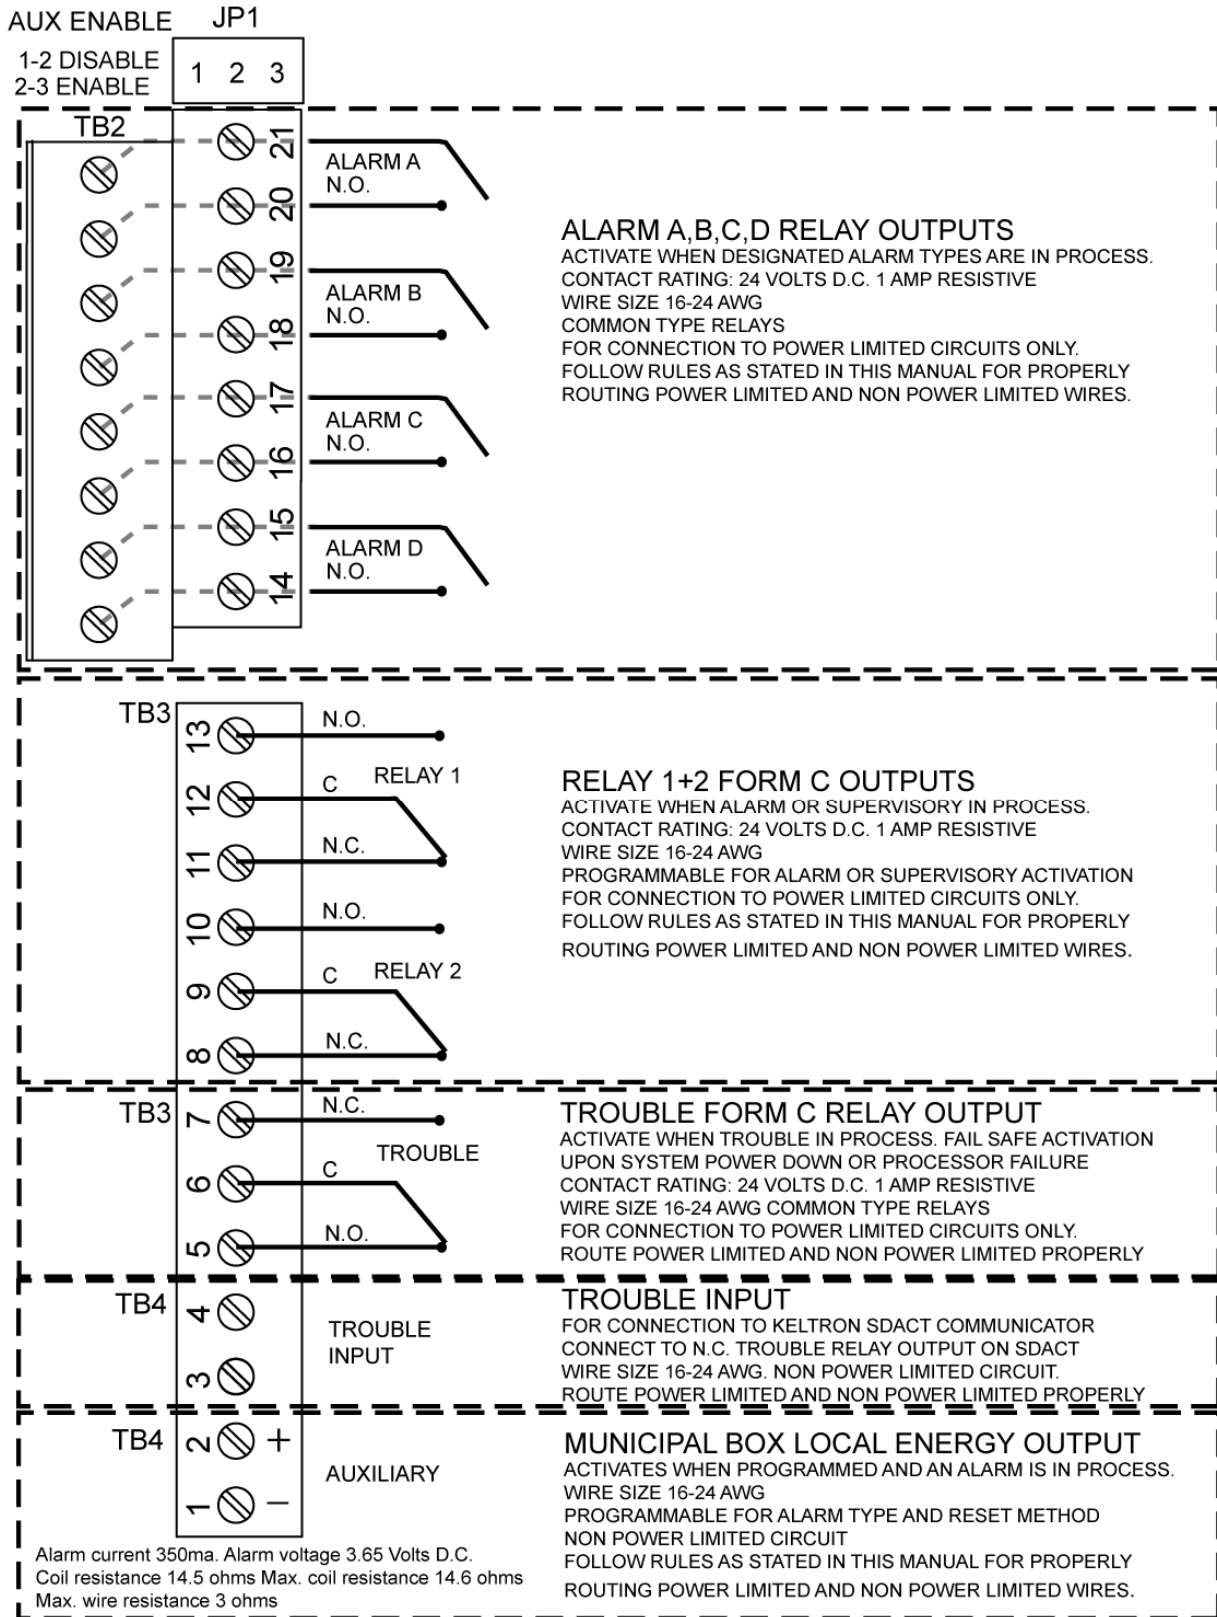 AUX ENABLE JP1
1-2 DISABLE
2-3 ENABLE
1 2 3
TB2
21
ALARM A
N.O.
20
19
ALARM B
N.O.
18
17
ALARM C
N.O.
16
15
ALARM D
N.O.
14
ALARM A,B,C,D RELAY OUTPUTS
ACTIVATE WHEN DESIGNATED ALARM TYPES ARE IN PROCESS.
CONTACT RATING: 24 VOLTS D.C. 1 AMP RESISTIVE
WIRE SIZE 16-24 AWG
COMMON TYPE RELAYS
FOR CONNECTION TO POWER LIMITED CIRCUITS ONLY.
FOLLOW RULES AS STATED IN THIS MANUAL FOR PROPERLY
ROUTING POWER LIMITED AND NON POWER LIMITED WIRES.
TB3
13 N.O.
12 C RELAY 1
11 N.C.
10 N.O.
9 C RELAY 2
8 N.C.
RELAY 1+2 FORM C OUTPUTS
ACTIVATE WHEN ALARM OR SUPERVISORY IN PROCESS.
CONTACT RATING: 24 VOLTS D.C. 1 AMP RESISTIVE
WIRE SIZE 16-24 AWG
PROGRAMMABLE FOR ALARM OR SUPERVISORY ACTIVATION
FOR CONNECTION TO POWER LIMITED CIRCUITS ONLY.
FOLLOW RULES AS STATED IN THIS MANUAL FOR PROPERLY
ROUTING POWER LIMITED AND NON POWER LIMITED WIRES.
TB3
7 N.C.
TROUBLE
6 C
5 N.O.
TROUBLE FORM C RELAY OUTPUT
ACTIVATE WHEN TROUBLE IN PROCESS. FAIL SAFE ACTIVATION
UPON SYSTEM POWER DOWN OR PROCESSOR FAILURE
CONTACT RATING: 24 VOLTS D.C. 1 AMP RESISTIVE
WIRE SIZE 16-24 AWG COMMON TYPE RELAYS
FOR CONNECTION TO POWER LIMITED CIRCUITS ONLY.
ROUTE POWER LIMITED AND NON POWER LIMITED PROPERLY
TB4
4
3
TROUBLE
INPUT
TROUBLE INPUT
FOR CONNECTION TO KELTRON SDACT COMMUNICATOR
CONNECT TO N.C. TROUBLE RELAY OUTPUT ON SDACT
WIRE SIZE 16-24 AWG. NON POWER LIMITED CIRCUIT.
ROUTE POWER LIMITED AND NON POWER LIMITED PROPERLY
TB4
2 +
AUXILIARY
1 −
MUNICIPAL BOX LOCAL ENERGY OUTPUT
ACTIVATES WHEN PROGRAMMED AND AN ALARM IS IN PROCESS.
WIRE SIZE 16-24 AWG
PROGRAMMABLE FOR ALARM TYPE AND RESET METHOD
NON POWER LIMITED CIRCUIT
FOLLOW RULES AS STATED IN THIS MANUAL FOR PROPERLY
ROUTING POWER LIMITED AND NON POWER LIMITED WIRES.
Alarm current 350ma. Alarm voltage 3.65 Volts D.C.
Coil resistance 14.5 ohms Max. coil resistance 14.6 ohms
Max. wire resistance 3 ohms